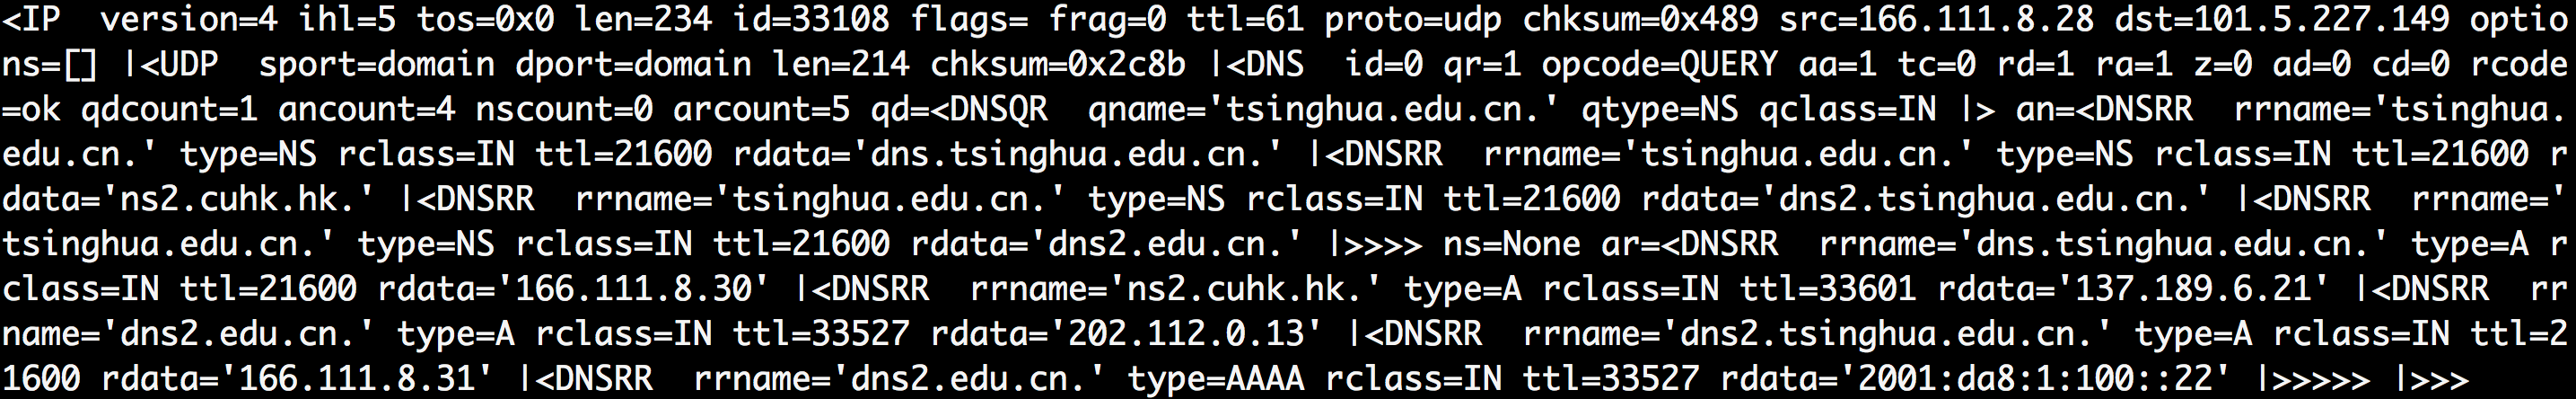 <IP  version=4 ihl=5 tos=0x0 len=234 id=33108 flags= frag=0 ttl=61 proto=udp chksum=0x489 src=166.111.8.28 dst=101.5.227.149 optio
ns=[] |<UDP  sport=domain dport=domain len=214 chksum=0x2c8b |<DNS  id=0 qr=1 opcode=QUERY aa=1 tc=0 rd=1 ra=1 z=0 ad=0 cd=0 rcode
=ok qdcount=1 ancount=4 nscount=0 arcount=5 qd=<DNSQR  qname='tsinghua.edu.cn.' qtype=NS qclass=IN |> an=<DNSRR  rrname='tsinghua.
edu.cn.' type=NS rclass=IN ttl=21600 rdata='dns.tsinghua.edu.cn.' |<DNSRR  rrname='tsinghua.edu.cn.' type=NS rclass=IN ttl=21600 r
data='ns2.cuhk.hk.' |<DNSRR  rrname='tsinghua.edu.cn.' type=NS rclass=IN ttl=21600 rdata='dns2.tsinghua.edu.cn.' |<DNSRR  rrname='
tsinghua.edu.cn.' type=NS rclass=IN ttl=21600 rdata='dns2.edu.cn.' |>>>> ns=None ar=<DNSRR  rrname='dns.tsinghua.edu.cn.' type=A r
class=IN ttl=21600 rdata='166.111.8.30' |<DNSRR  rrname='ns2.cuhk.hk.' type=A rclass=IN ttl=33601 rdata='137.189.6.21' |<DNSRR  rr
name='dns2.edu.cn.' type=A rclass=IN ttl=33527 rdata='202.112.0.13' |<DNSRR  rrname='dns2.tsinghua.edu.cn.' type=A rclass=IN ttl=2
1600 rdata='166.111.8.31' |<DNSRR  rrname='dns2.edu.cn.' type=AAAA rclass=IN ttl=33527 rdata='2001:da8:1:100::22' |>>>>> |>>>